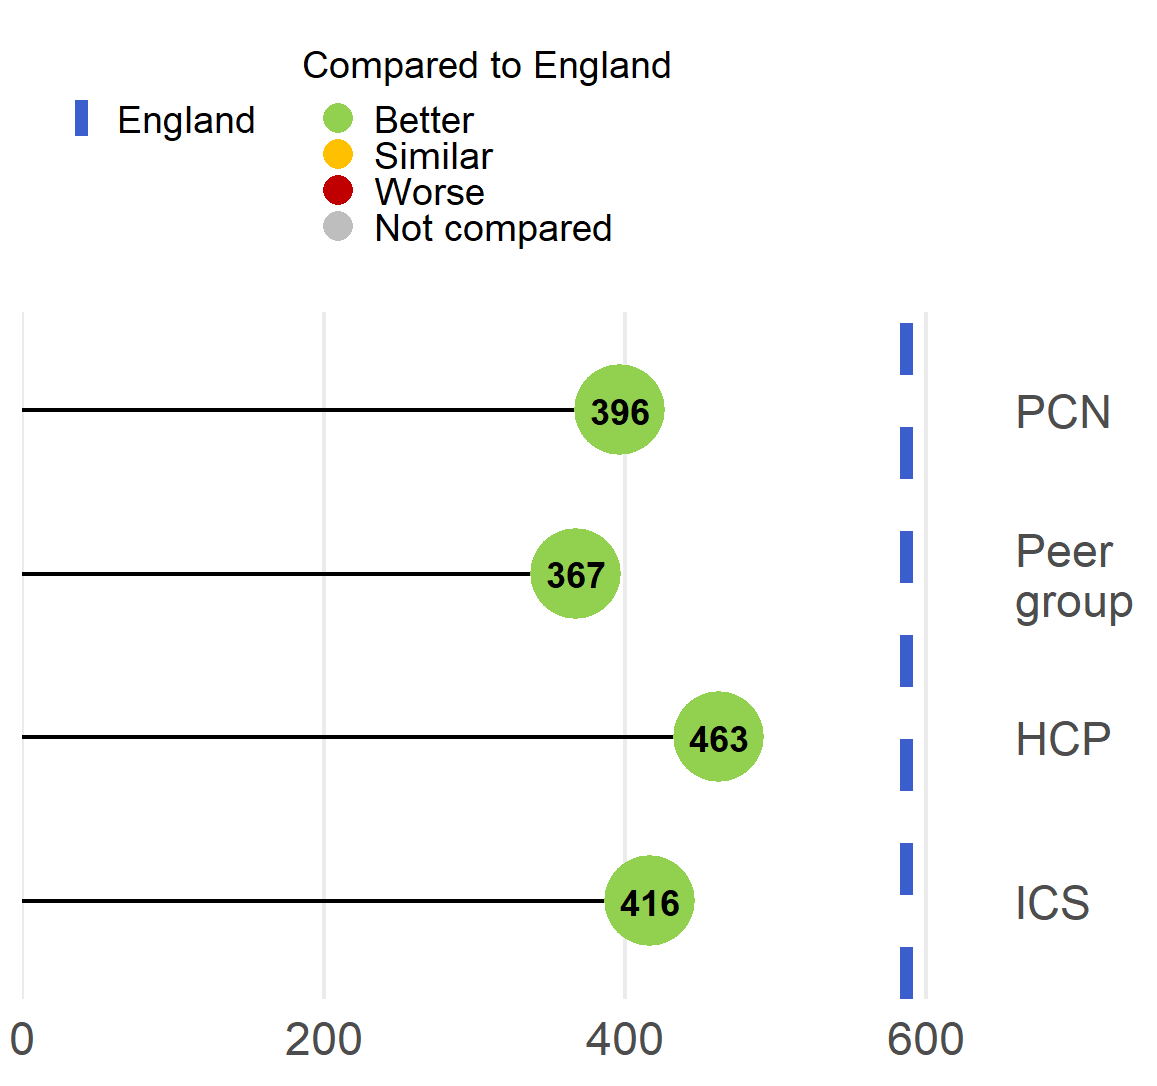 Compared to England
England
Better
Similar
Worse
Not compared
396
PCN
367
Peer
group
463
HCP
416
ICS
0
200
400
600